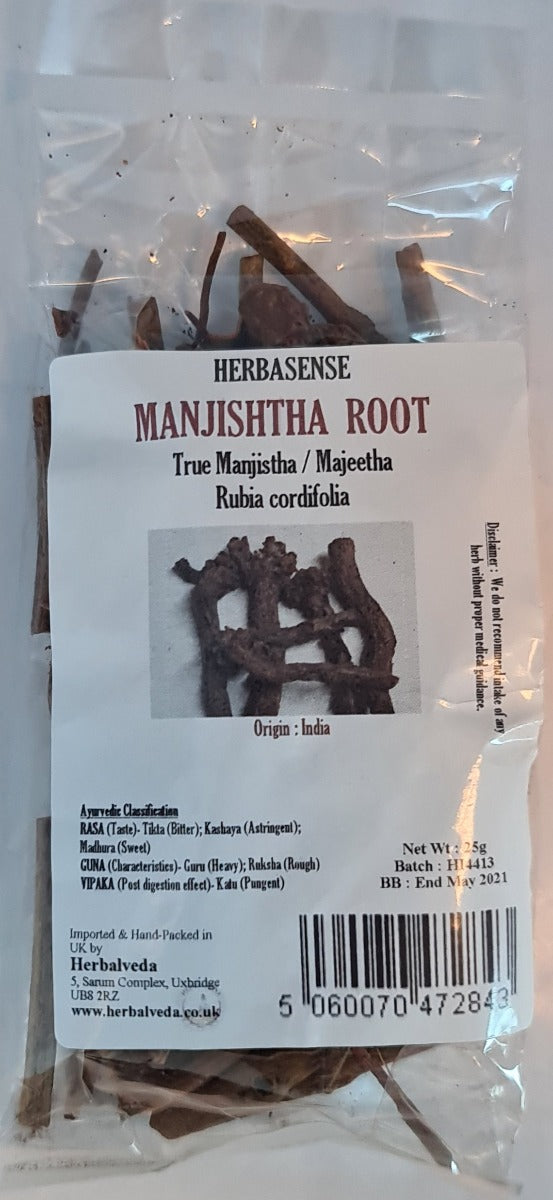 HERBASENSE
MANJISHTHA ROOT
True Manjistha / Majeetha
Rubia cordifolia
Disclaimer : We do not recommend intake of any
herb without proper medical guidance.
Origin : India
Ayurvedic Classification
RASA (Taste)- Tikta (Bitter); Kashaya (Astringent);
Madhura (Sweet)
GUNA (Characteristics)- Guru (Heavy); Ruksha (Rough)
VIPAKA (Post digestion effect)- Katu (Pungent)
Net Wt : 25g
Batch : HI4413
BB : End May 2021
Imported & Hand-Packed in
UK by
Herbalveda
5, Sarum Complex, Uxbridge
UB8 2RZ
www.herbalveda.co.uk
5 060070 472843